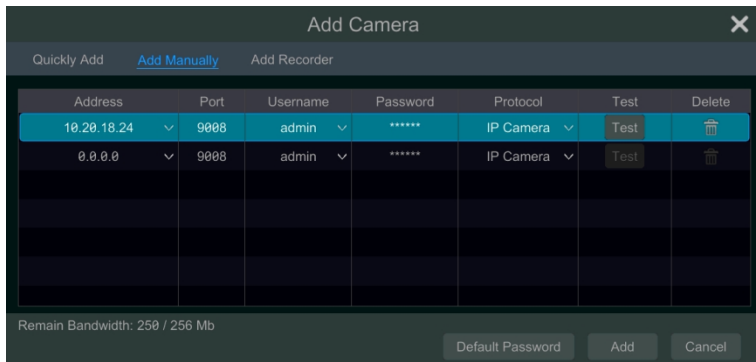 Add Camera
Quickly Add Add Manually Add Recorder
Address Port Username Password Protocol Test Delete
10.20.18.24 9008 admin ****** IP Camera Test
0.0.0.0 9008 admin ****** IP Camera Test
Remain Bandwidth: 250 / 256 Mb
Default Password Add Cancel